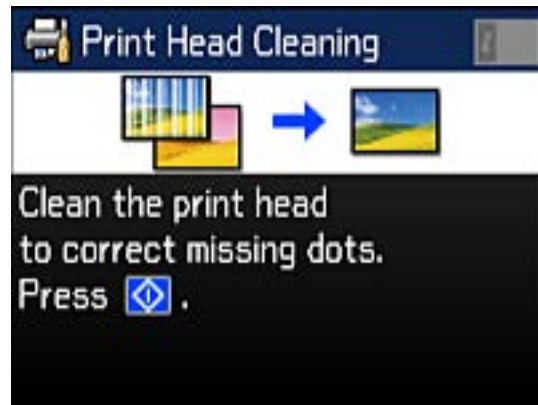 Print Head Cleaning
Clean the print head
to correct missing dots.
Press .